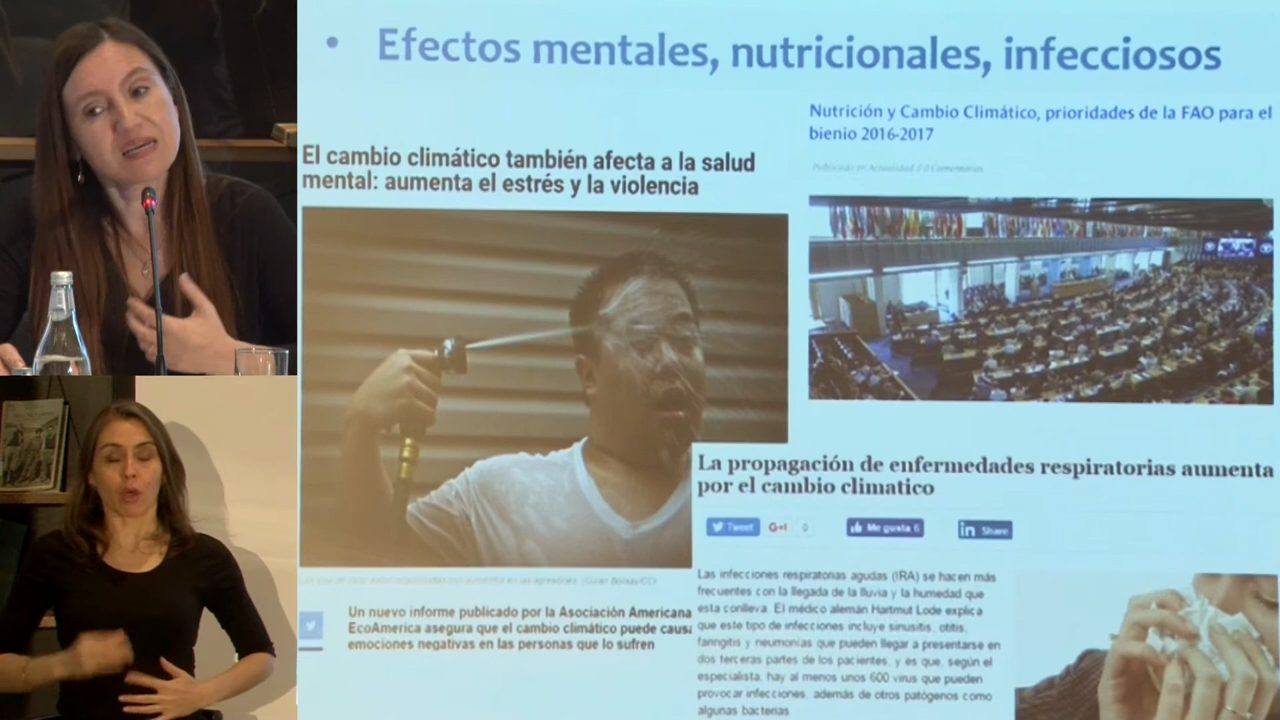 • Efectos mentales, nutricionales, infecciosos
Nutrición y Cambio Climático, prioridades de la FAO para el
bienio 2016-2017
Publicado en Actualidad // 0 Comentarios
El cambio climático también afecta a la salud
mental: aumenta el estrés y la violencia
Un nuevo informe publicado por la Asociación Americana
EcoAmerica asegura que el cambio climático puede causa
emociones negativas en las personas que lo sufren
La propagación de enfermedades respiratorias aumenta
por el cambio climatico
Tweet G+1 0 Me gusta 6 in Share
Las infecciones respiratorias agudas (IRA) se hacen más
frecuentes con la llegada de la lluvia y la humedad que
esta conlleva. El médico alemán Hartmut Lode explica
que este tipo de infecciones incluye sinusitis, otitis,
faringitis y neumonías que pueden llegar a presentarse en
dos terceras partes de los pacientes, y es que, según el
especialista, hay al menos unos 600 virus que pueden
provocar infecciones, además de otros patógenos como
algunas bacterias.